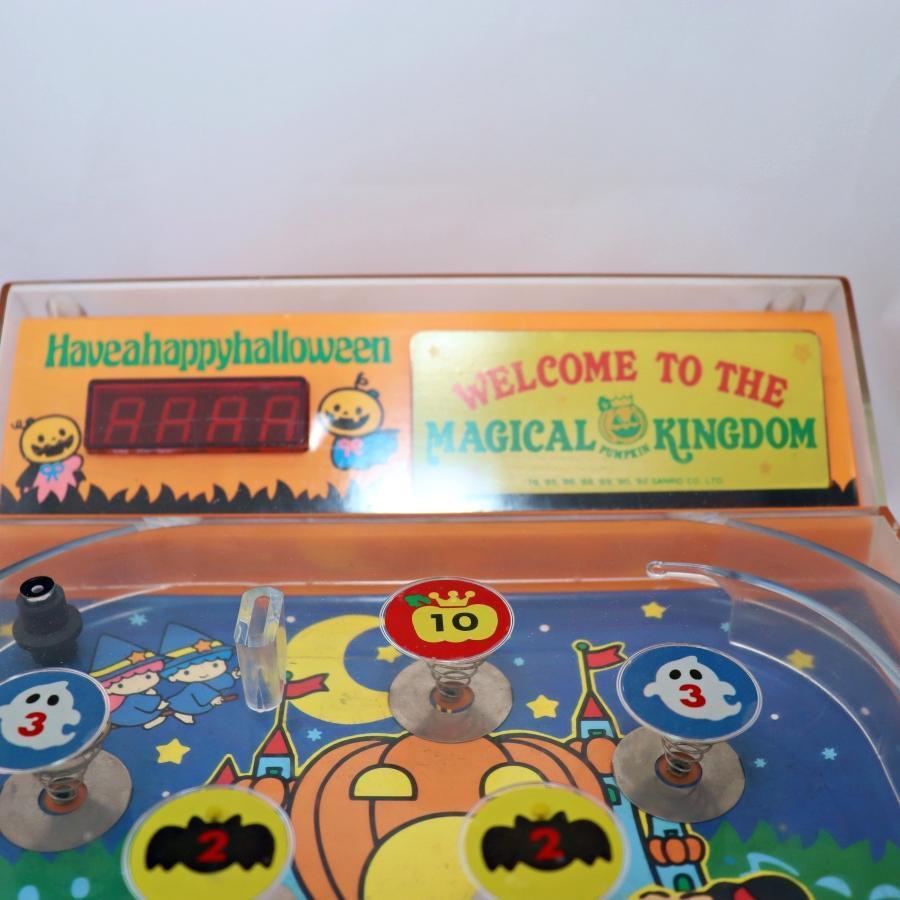 Haveahappyhalloween
WELCOME TO THE
MAGICAL KINGDOM
PUMPKIN
10
3
3
2
2